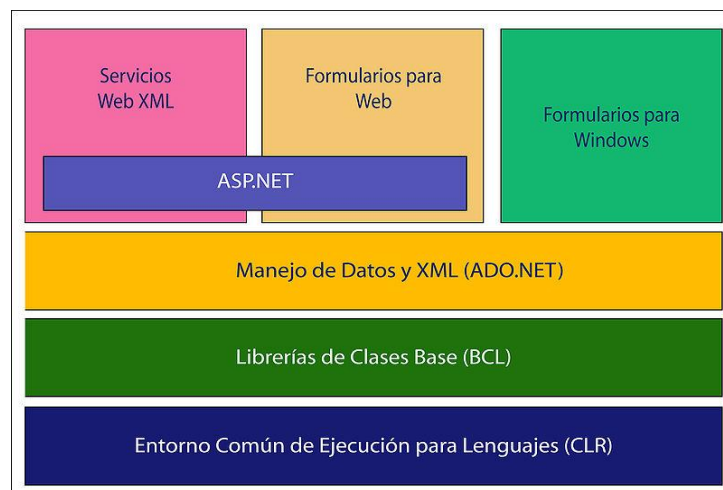 Servicios
Web XML
Formularios para
Web
Formularios para
Windows
ASP.NET
Manejo de Datos y XML (ADO.NET)
Librerías de Clases Base (BCL)
Entorno Común de Ejecución para Lenguajes (CLR)